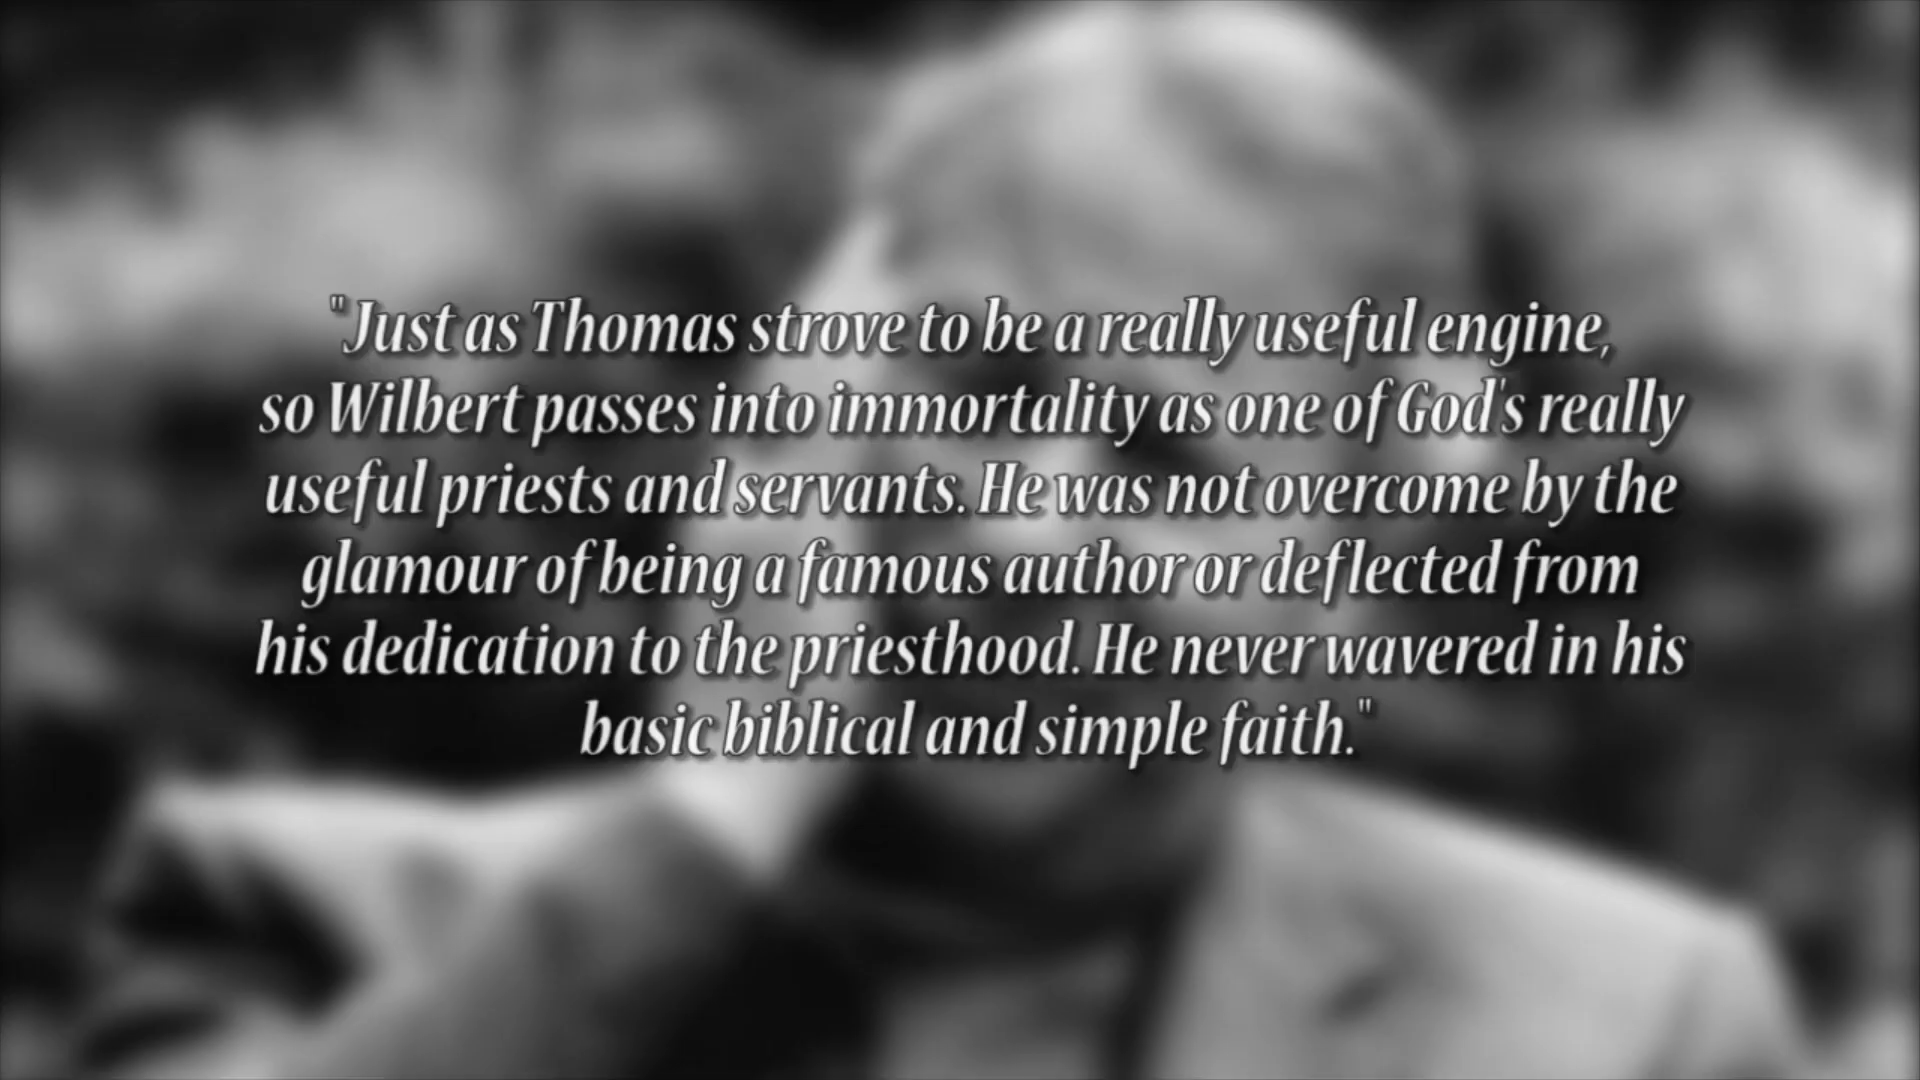 "Just as Thomas strove to be a really useful engine,
so Wilbert passes into immortality as one of God's really
useful priests and servants. He was not overcome by the
glamour of being a famous author or deflected from
his dedication to the priesthood. He never wavered in his
basic biblical and simple faith."